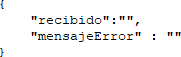 {
"recibido":"",
"mensajeError" : ""
}